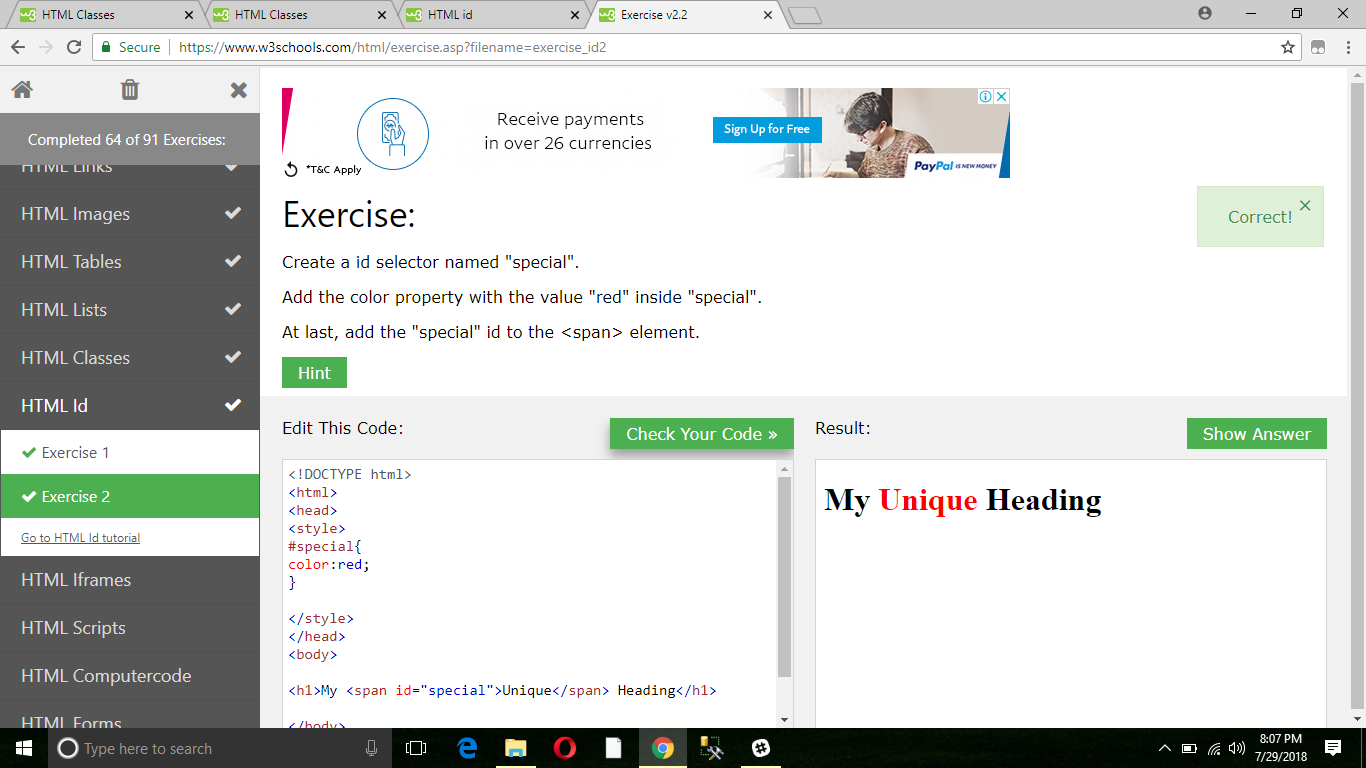 HTML Classes
HTML Classes
HTML id
Exercise v2.2
Secure
https://www.w3schools.com/html/exercise.asp?filename=exercise_id2
Completed 64 of 91 Exercises:
HTML Links
HTML Images
HTML Tables
HTML Lists
HTML Classes
HTML Id
Exercise 1
Exercise 2
Go to HTML Id tutorial
HTML Iframes
HTML Scripts
HTML Computercode
HTML Forms
Receive payments
in over 26 currencies
*T&C Apply
Sign Up for Free
PayPal IS NEW MONEY
Exercise:
Correct!
Create a id selector named "special".
Add the color property with the value "red" inside "special".
At last, add the "special" id to the <span> element.
Hint
Edit This Code:
Check Your Code »
<!DOCTYPE html>
<html>
<head>
<style>
#special{
color:red;
}
</style>
</head>
<body>
<h1>My <span id="special">Unique</span> Heading</h1>
</body>
Result:
Show Answer
My Unique Heading
Type here to search
8:07 PM
7/29/2018